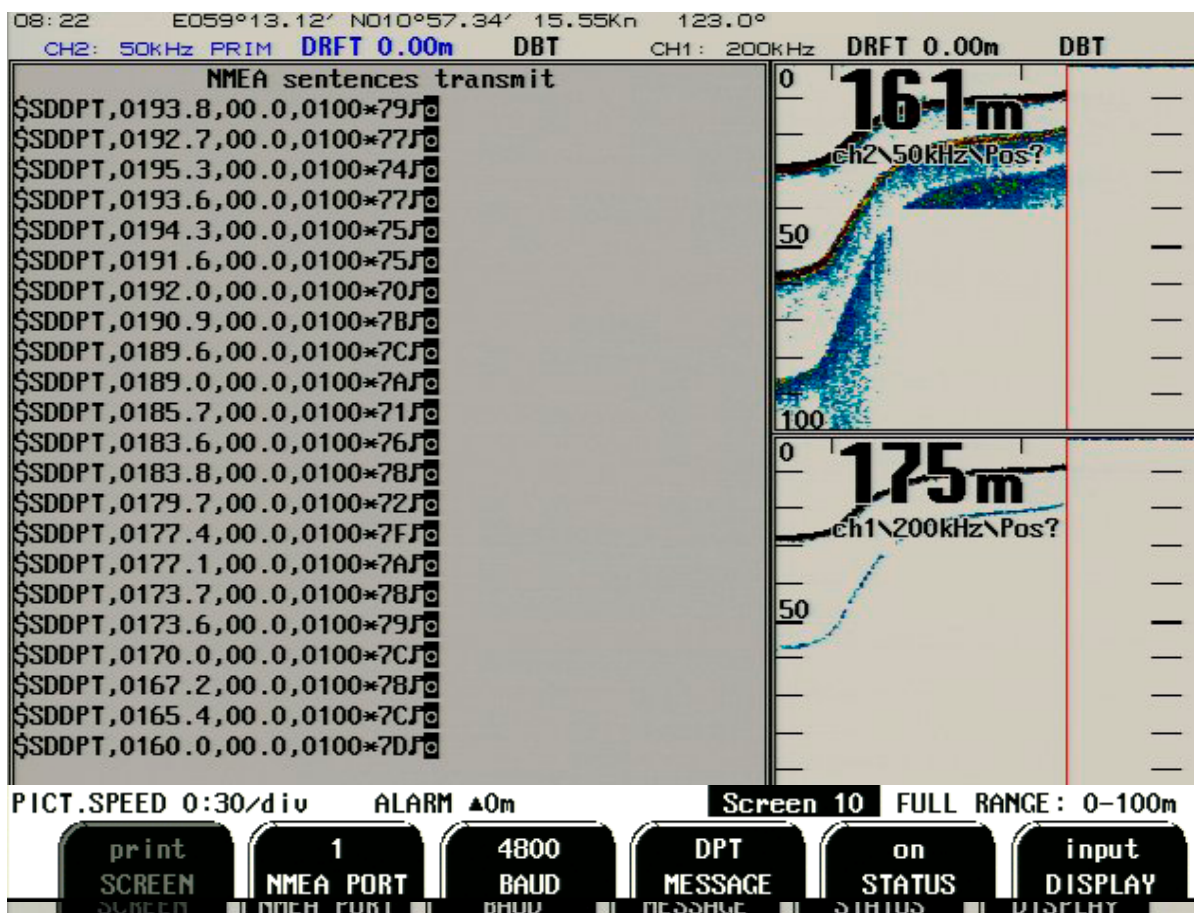 08:22 E059°13.12' N010°57.34' 15.55Kn 123.0°
CH2: 50KHz PRIM DRFT 0.00m DBT CH1: 200KHz DRFT 0.00m DBT
NMEA sentences transmit
$SDDPT,0193.8,00.0,0100*79
$SDDPT,0192.7,00.0,0100*77
$SDDPT,0195.3,00.0,0100*74
$SDDPT,0193.6,00.0,0100*77
$SDDPT,0194.3,00.0,0100*75
$SDDPT,0191.6,00.0,0100*75
$SDDPT,0192.0,00.0,0100*70
$SDDPT,0190.9,00.0,0100*7B
$SDDPT,0189.6,00.0,0100*7C
$SDDPT,0189.0,00.0,0100*7A
$SDDPT,0185.7,00.0,0100*71
$SDDPT,0183.6,00.0,0100*76
$SDDPT,0183.8,00.0,0100*78
$SDDPT,0179.7,00.0,0100*72
$SDDPT,0177.4,00.0,0100*7F
$SDDPT,0177.1,00.0,0100*7A
$SDDPT,0173.7,00.0,0100*78
$SDDPT,0173.6,00.0,0100*79
$SDDPT,0170.0,00.0,0100*7C
$SDDPT,0167.2,00.0,0100*78
$SDDPT,0165.4,00.0,0100*7C
$SDDPT,0160.0,00.0,0100*7D
0
161m
ch2\50kHz\Pos?
50
100
0
175m
ch1\200kHz\Pos?
50
PICT.SPEED 0:30/div ALARM ▲0m Screen 10 FULL RANGE: 0-100m
print SCREEN
1 NMEA PORT
4800 BAUD
DPT MESSAGE
on STATUS
input DISPLAY
SCREEN NMEA PORT BAUD MESSAGE STATUS DISPLAY